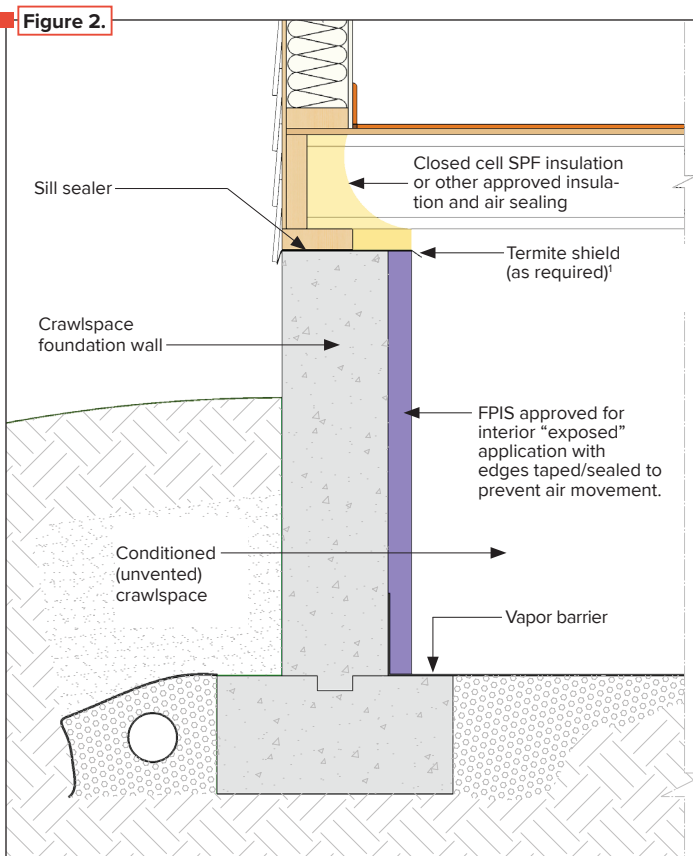 Figure 2.
Closed cell SPF insulation
or other approved insula-
tion and air sealing
Sill sealer
Termite shield
(as required)¹
Crawlspace
foundation wall
FPIS approved for
interior “exposed”
application with
edges taped/sealed to
prevent air movement.
Conditioned
(unvented)
crawlspace
Vapor barrier